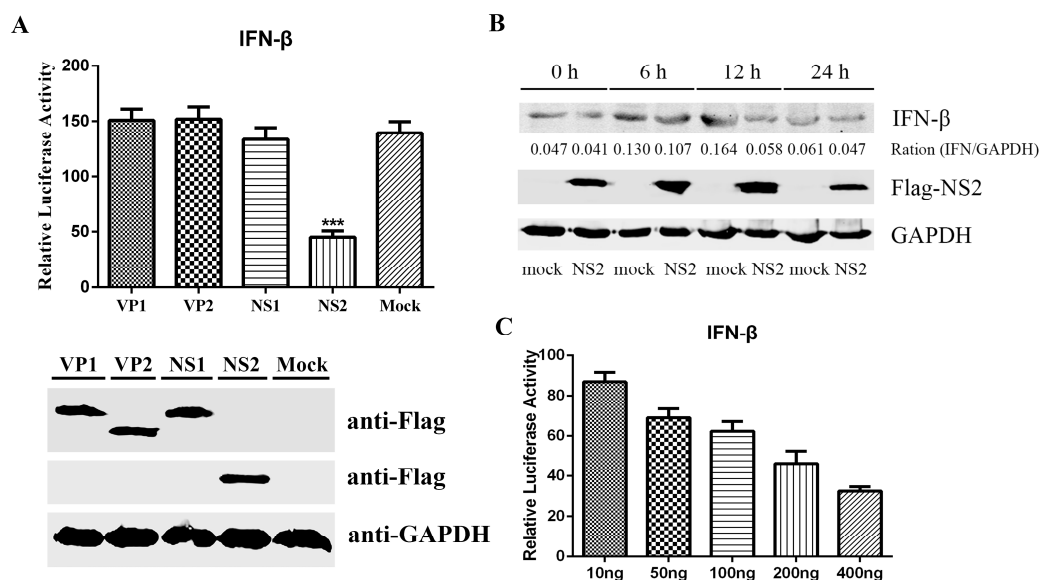 A
IFN-β
Relative Luciferase Activity
200
150
100
50
0
***
VP1 VP2 NS1 NS2 Mock
VP1 VP2 NS1 NS2 Mock
anti-Flag
anti-Flag
anti-GAPDH
B
0 h 6 h 12 h 24 h
IFN-β
0.047 0.041 0.130 0.107 0.164 0.058 0.061 0.047 Ration (IFN/GAPDH)
Flag-NS2
GAPDH
mock NS2 mock NS2 mock NS2 mock NS2
C
IFN-β
Relative Luciferase Activity
100
80
60
40
20
0
10ng 50ng 100ng 200ng 400ng